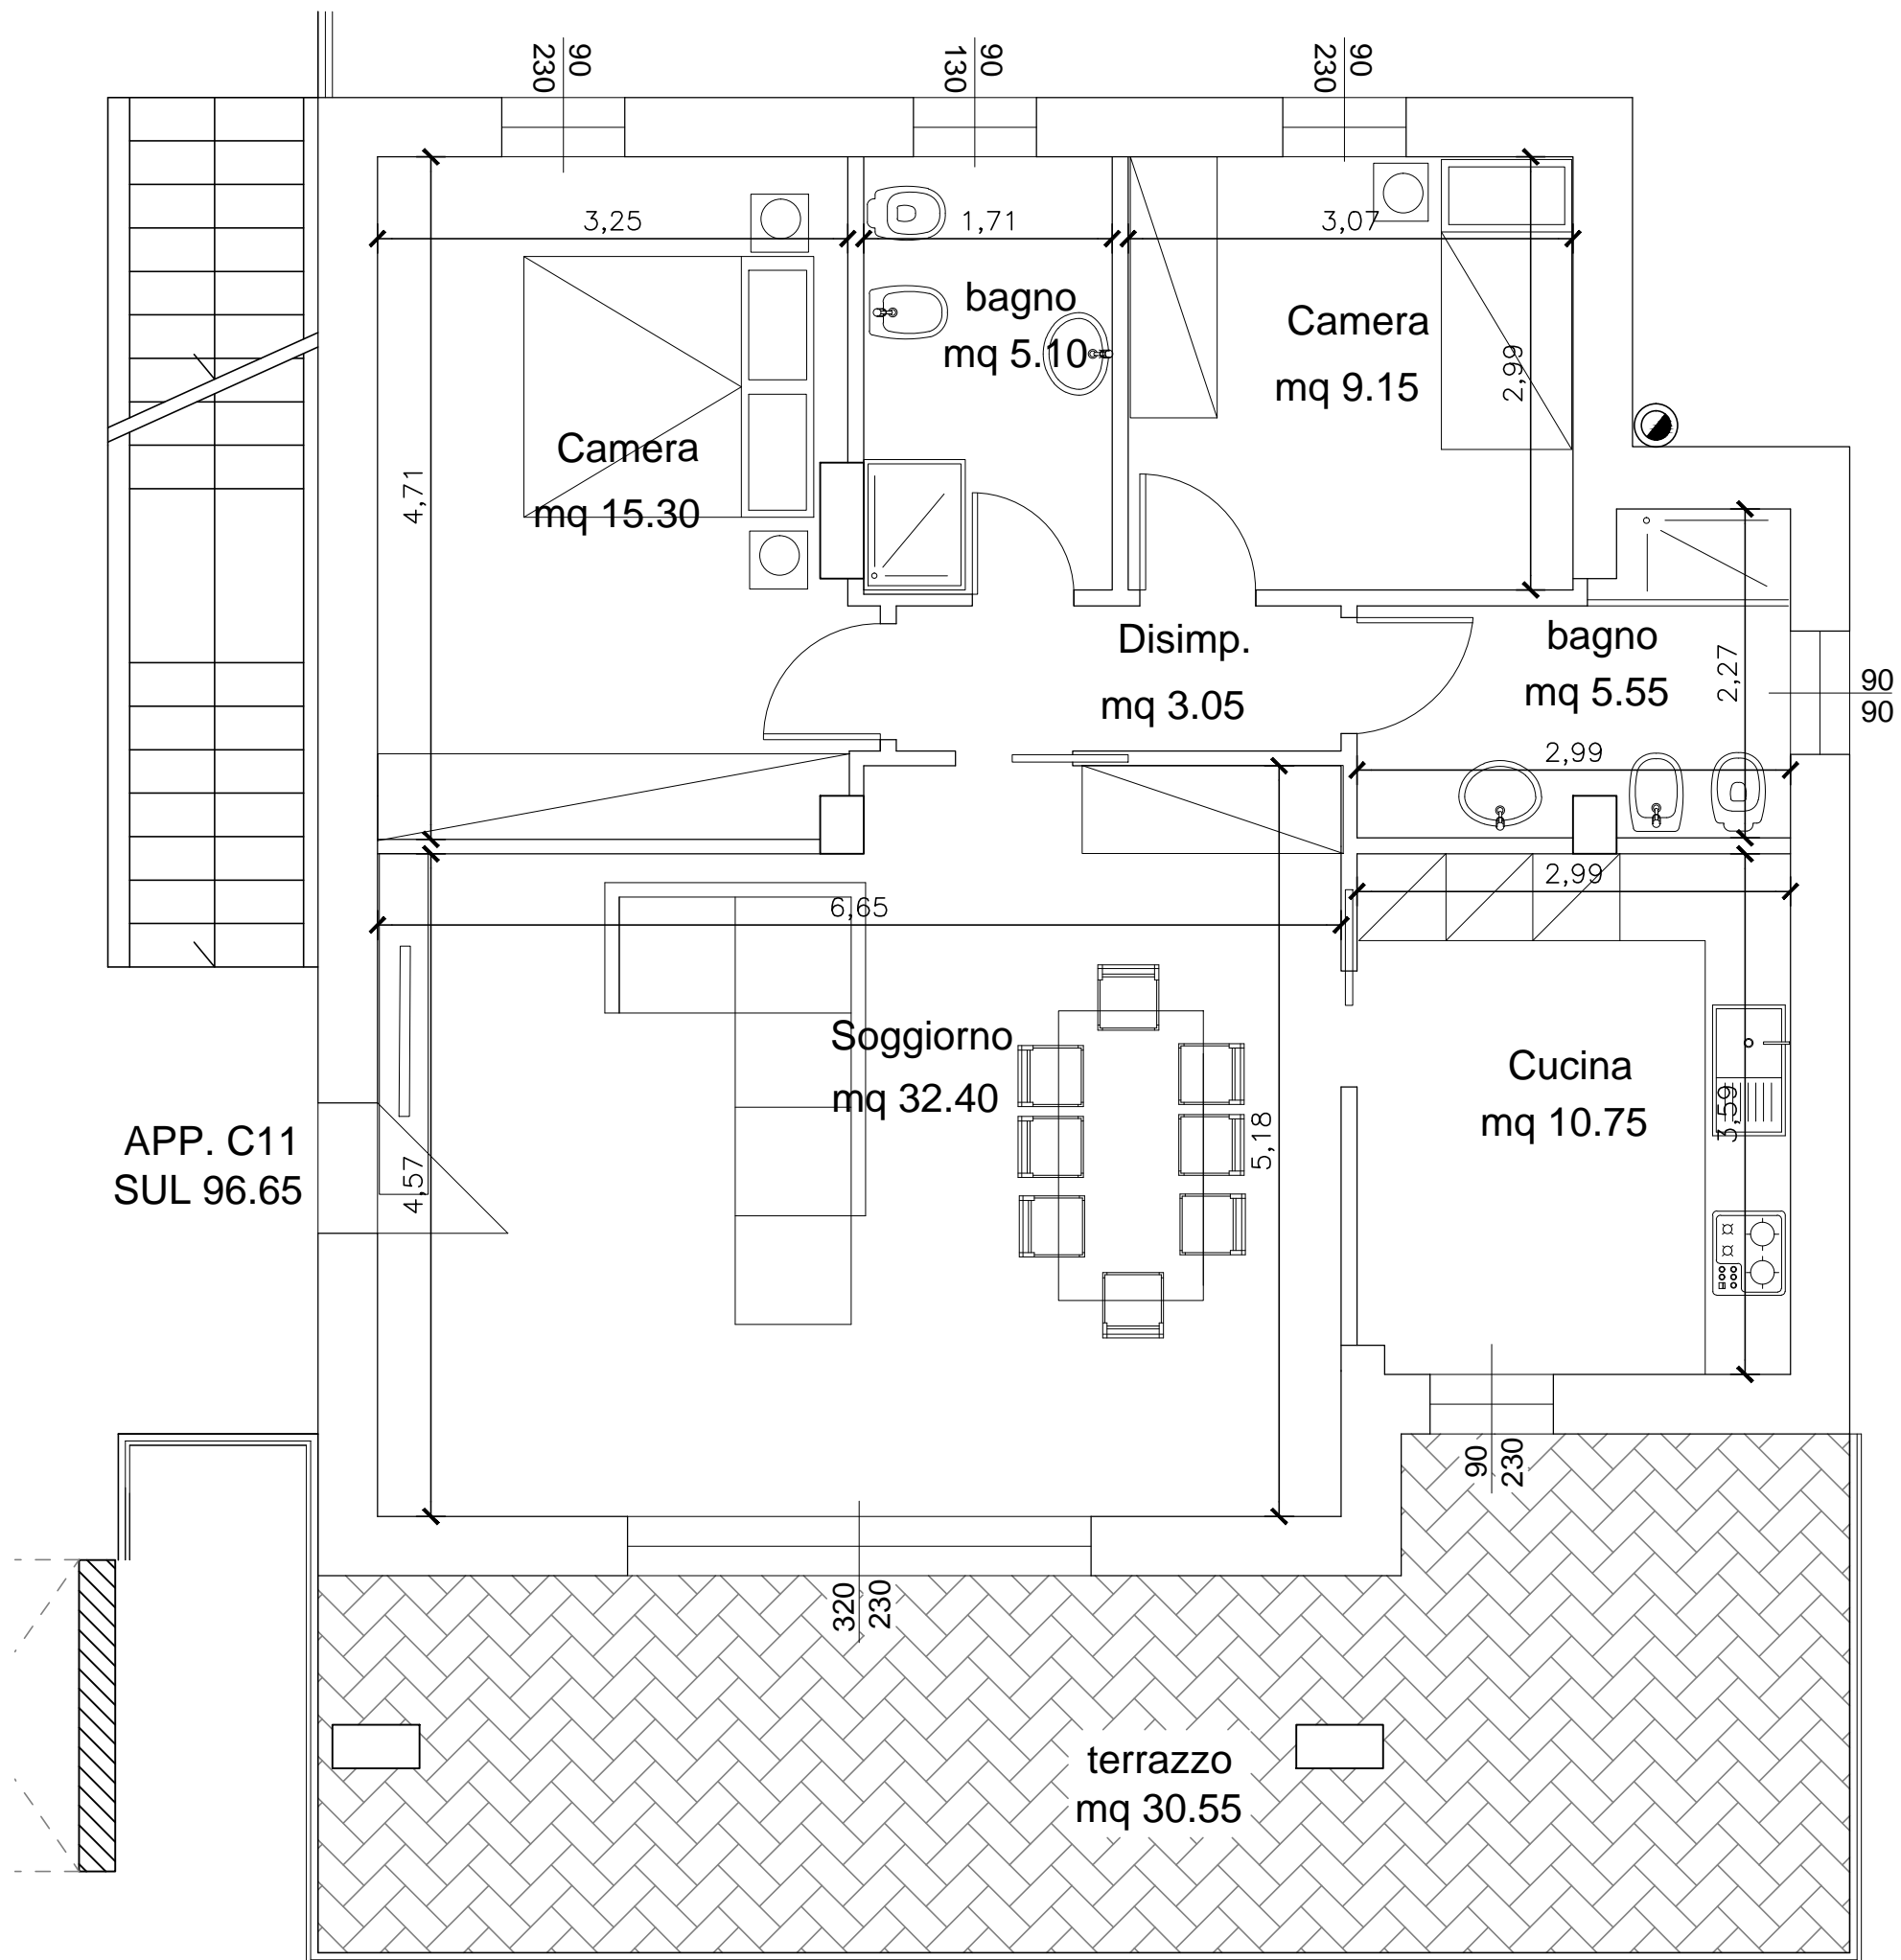 90
230
90
130
90
230
3,25
1,71
3,07
bagno
mq 5.10
Camera
mq 9.15
2,99
Camera
mq 15.30
4,71
Disimp.
mq 3.05
bagno
mq 5.55
2,27
90
90
2,99
2,99
6,65
Soggiorno
mq 32.40
Cucina
mq 10.75
3,59
5,18
4,57
APP. C11
SUL 96.65
90
230
320
230
terrazzo
mq 30.55